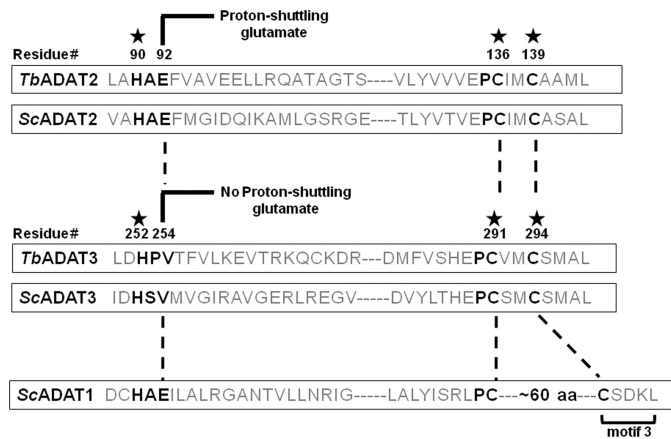 Proton-shuttling
glutamate
Residue# 90 92 136 139
TbADAT2 LAHAEFVAVEELLRQATAGTS----VLYVVVEPCIMCAAML
ScADAT2 VAHAEFMGIDQIKAMLGSRGE----TLYVTVEPCIMCASAL
No Proton-shuttling
glutamate
Residue# 252 254 291 294
TbADAT3 LDHPVTFVLKEVTRKQCKDR---DMFVSHEPCVMCSMAL
ScADAT3 IDHSVMVGIRAVGERLREGV-----DVYLTHEPCSMCSMAL
ScADAT1 DCHAEILALRGANTVLLNRIG----LALYISRLPC---~60 aa---CSDKL
motif 3